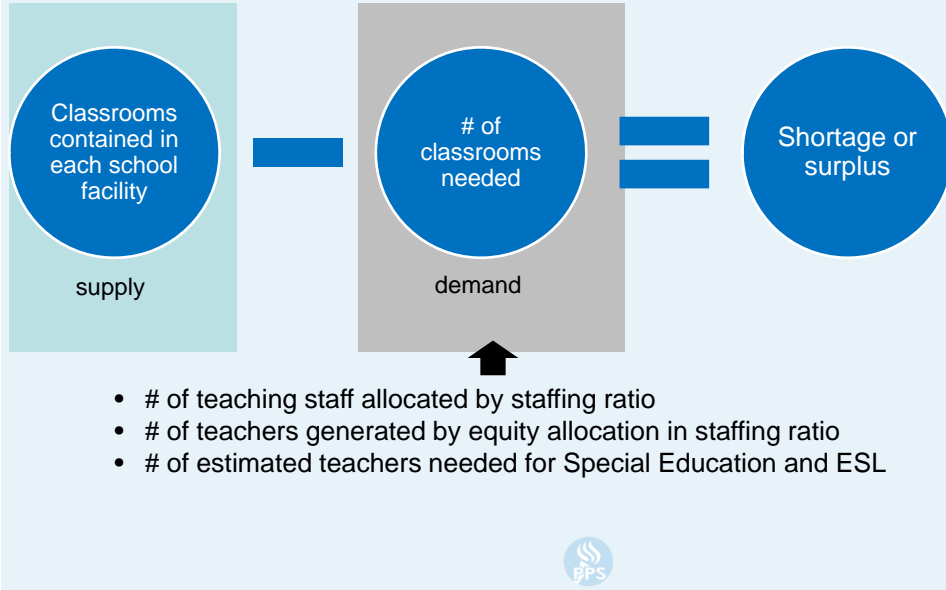 Classrooms
contained in
each school
facility
# of
classrooms
needed
Shortage or
surplus
supply
demand
• # of teaching staff allocated by staffing ratio
• # of teachers generated by equity allocation in staffing ratio
• # of estimated teachers needed for Special Education and ESL
PPS